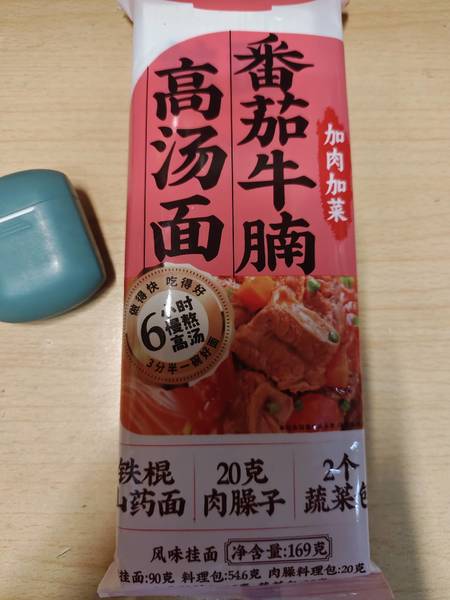 番茄牛腩
高汤面
加肉加菜
做得快 吃得好
6小时
慢熬
高汤
3分半一碗好面
铁棍
山药面
20克
肉臊子
2个
蔬菜包
风味挂面
净含量:169克
挂面:90克 料理包:54.6克 肉臊料理包:20克